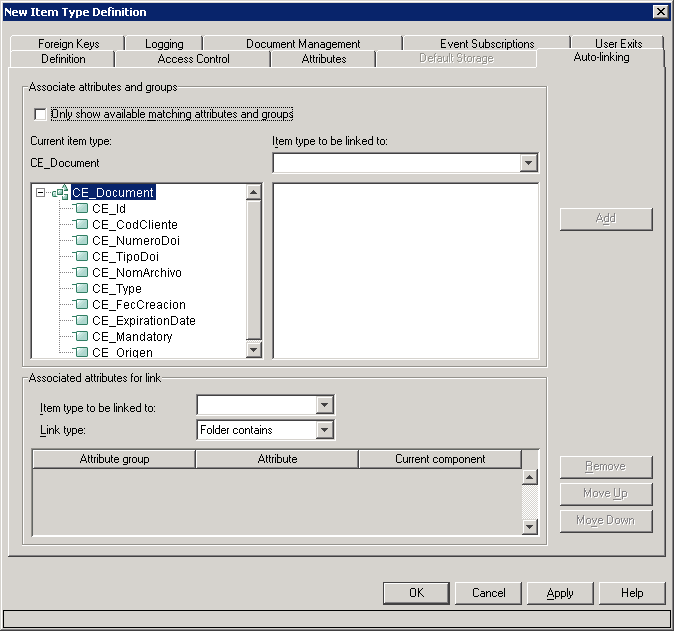 New Item Type Definition
Foreign Keys Logging Document Management Event Subscriptions User Exits
Definition Access Control Attributes Default Storage Auto-linking
Associate attributes and groups
Only show available matching attributes and groups
Current item type: Item type to be linked to:
CE_Document
CE_Document
CE_Id
CE_CodCliente
CE_NumeroDoi
CE_TipoDoi
CE_NomArchivo
CE_Type
CE_FecCreacion
CE_ExpirationDate
CE_Mandatory
CE_Origen
Add
Associated attributes for link
Item type to be linked to:
Link type: Folder contains
Attribute group Attribute Current component
Remove
Move Up
Move Down
OK Cancel Apply Help